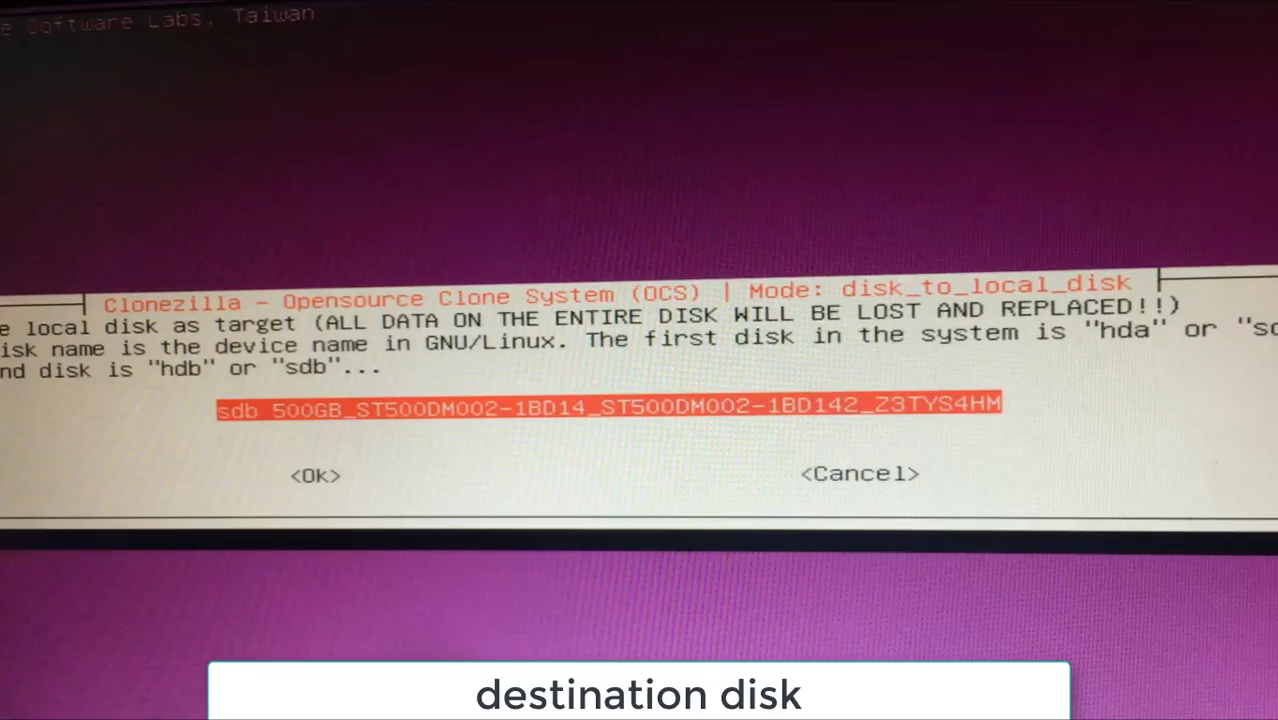 e Software Labs, Taiwan
Clonezilla - Opensource Clone System (OCS) | Mode: disk_to_local_disk
e local disk as target (ALL DATA ON THE ENTIRE DISK WILL BE LOST AND REPLACED!!)
isk name is the device name in GNU/Linux. The first disk in the system is "hda" or "sd
nd disk is "hdb" or "sdb"...
sdb 500GB_ST500DM002-1BD14_ST500DM002-1BD142_Z3TYS4HM
<Ok> <Cancel>
destination disk